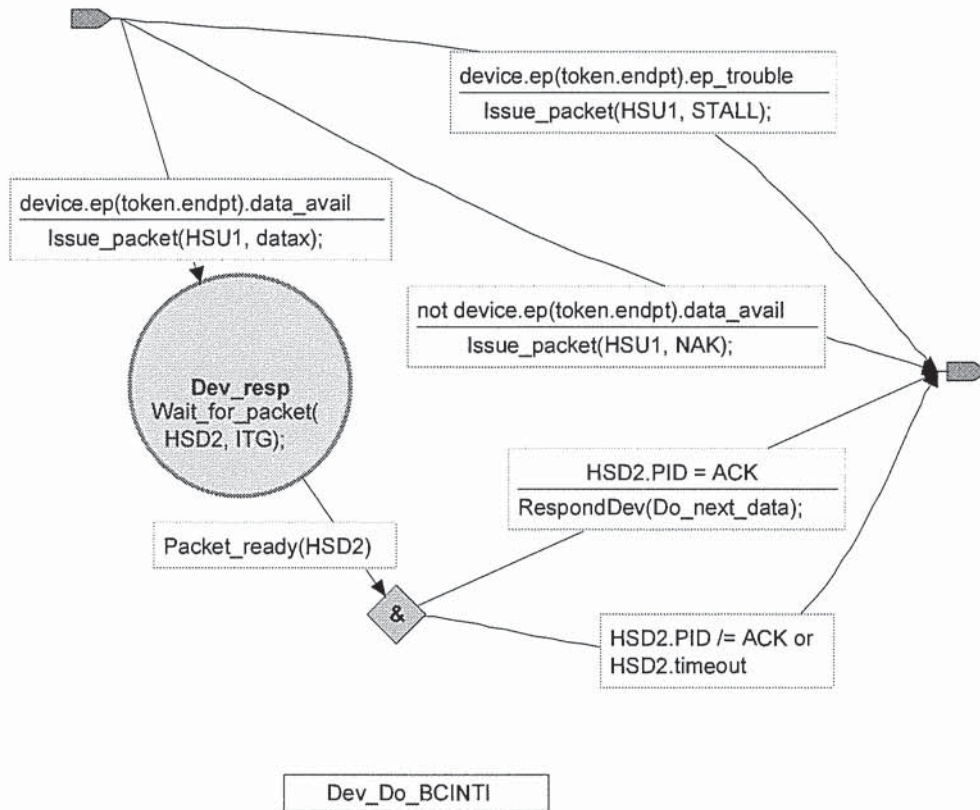 device.ep(token.endpt).ep_trouble
Issue_packet(HSU1, STALL);
device.ep(token.endpt).data_avail
Issue_packet(HSU1, datax);
not device.ep(token.endpt).data_avail
Issue_packet(HSU1, NAK);
Dev_resp
Wait_for_packet(
HSD2, ITG);
HSD2.PID = ACK
RespondDev(Do_next_data);
Packet_ready(HSD2)
&
HSD2.PID /= ACK or
HSD2.timeout
Dev_Do_BCINTI